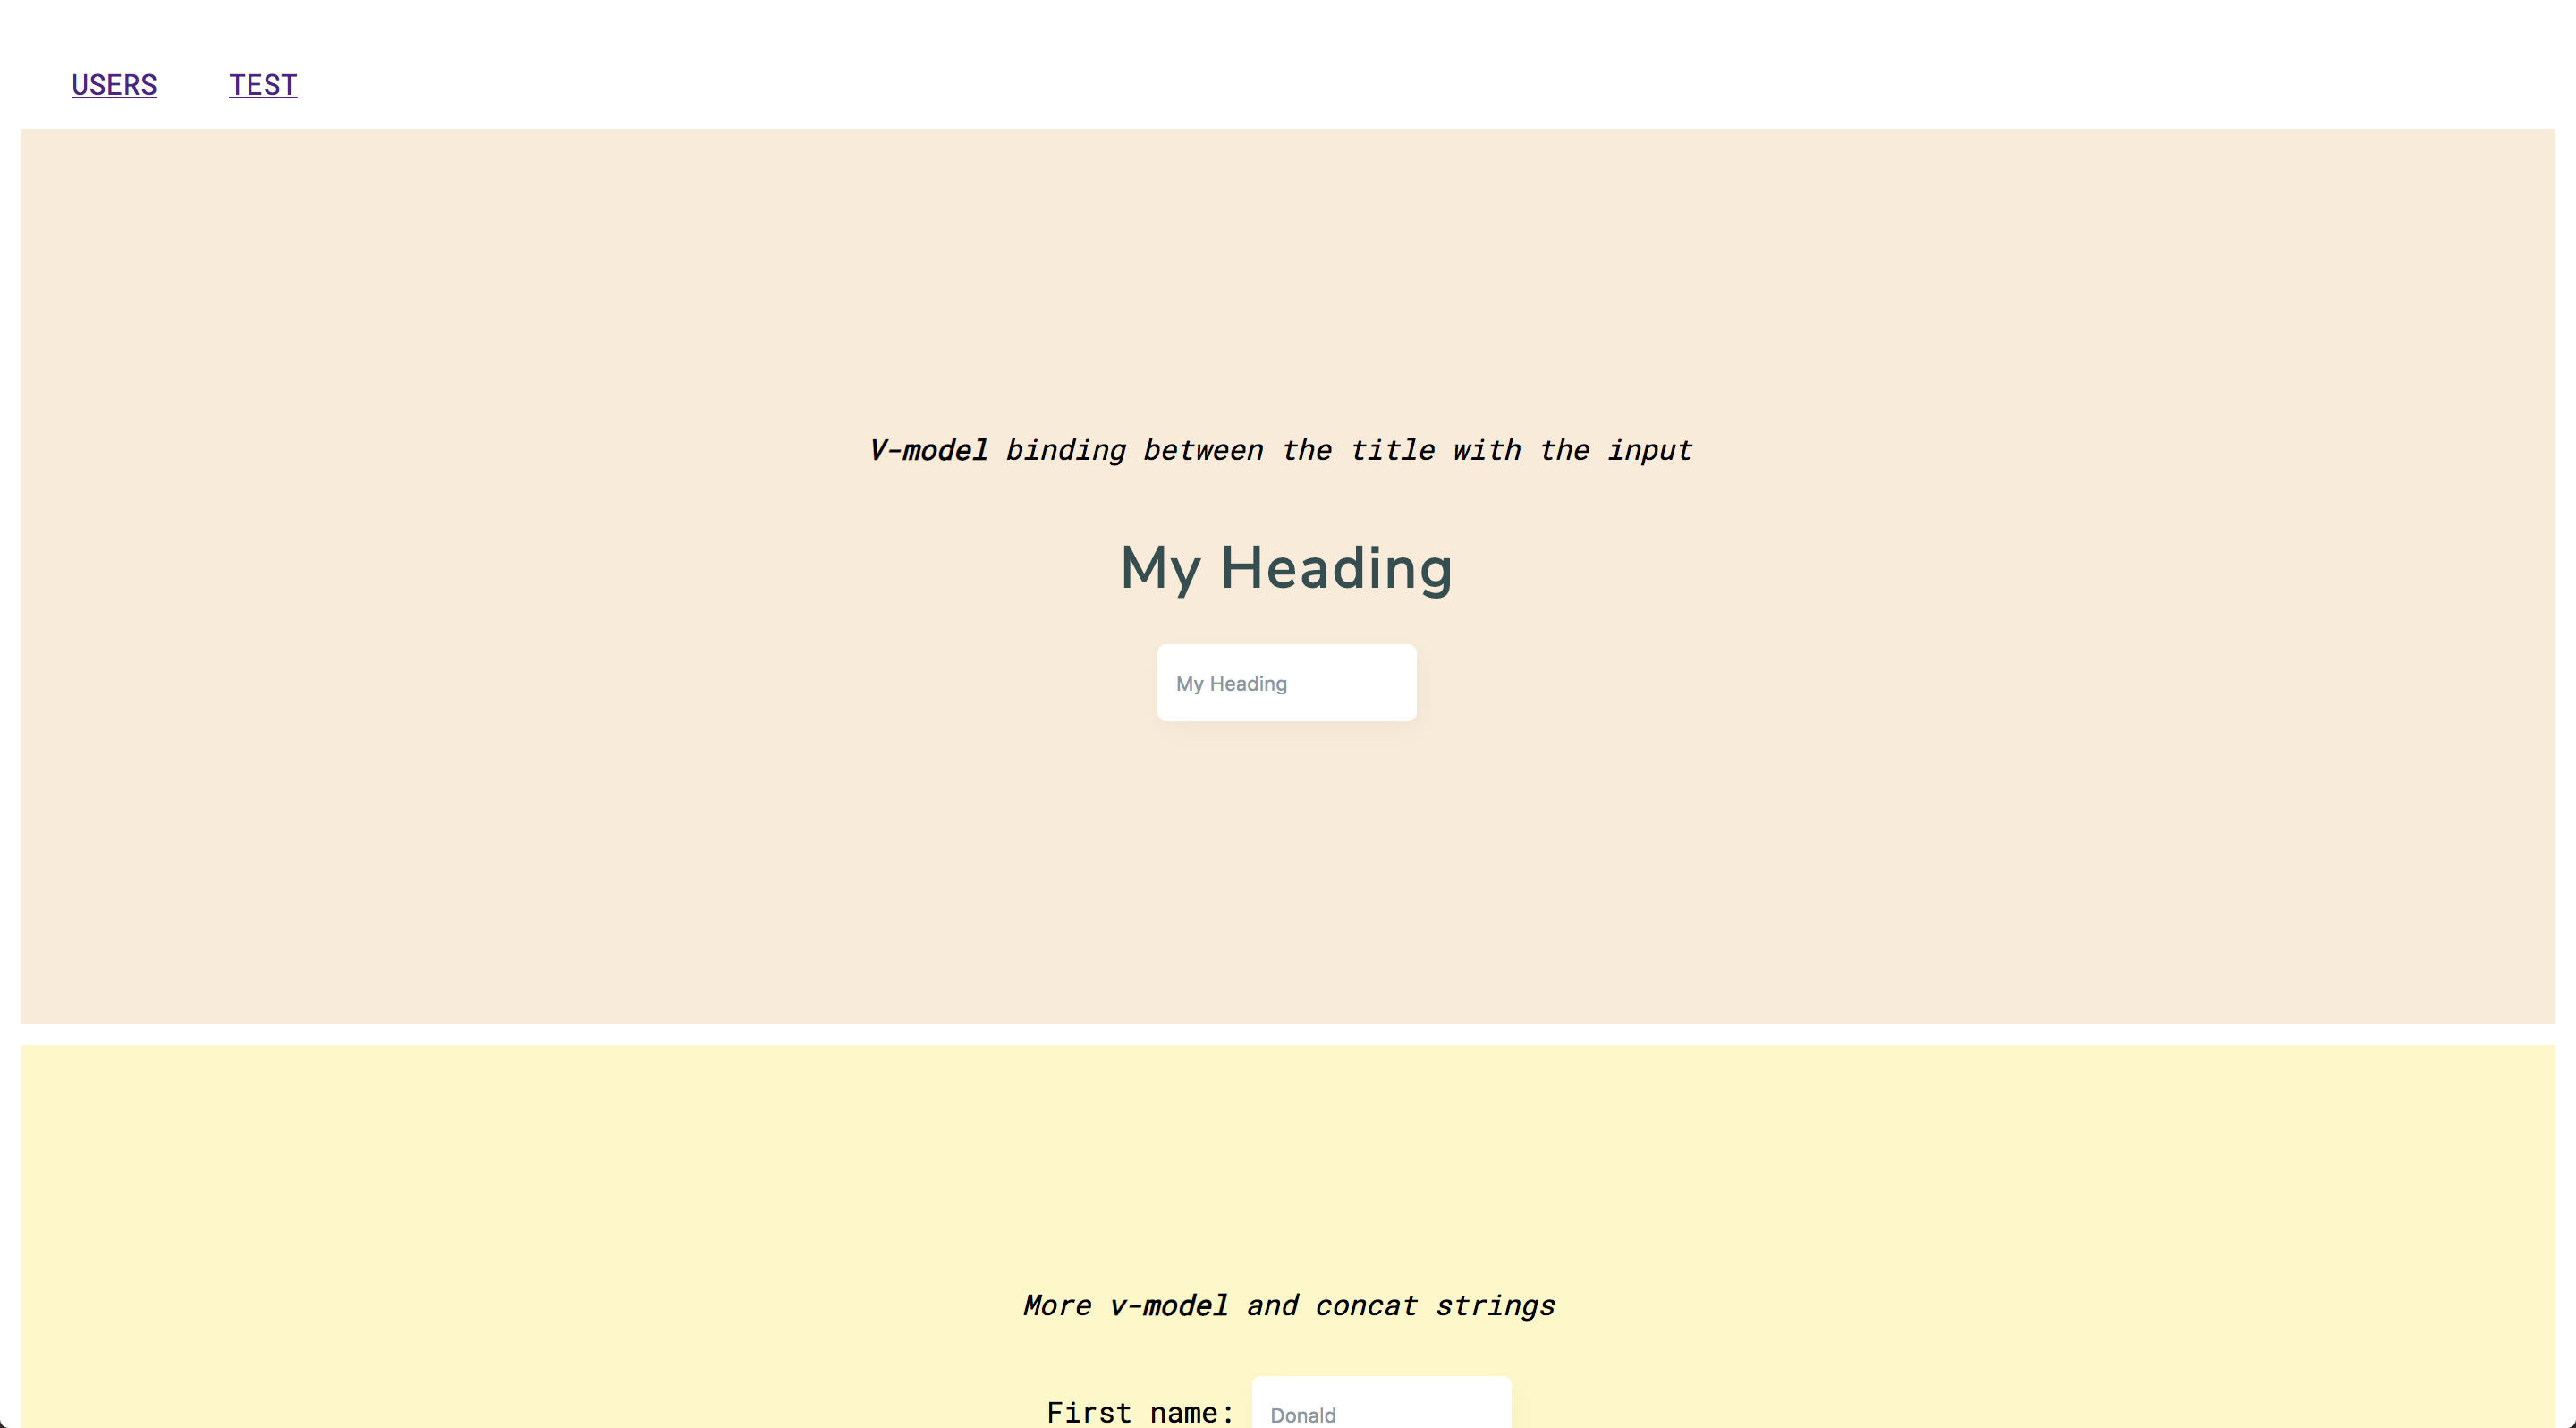 USERS TEST
V-model binding between the title with the input
My Heading
My Heading
More v-model and concat strings
First name: Donald